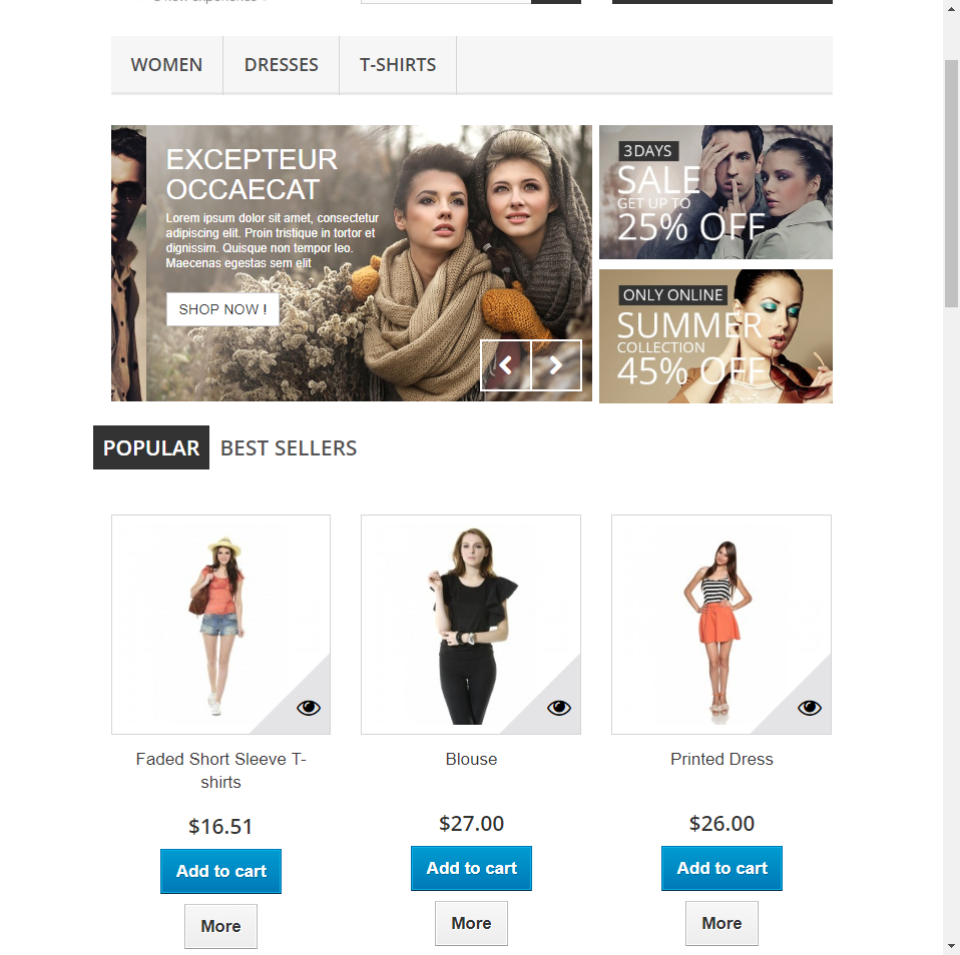 WOMEN
DRESSES
T-SHIRTS
EXCEPTEUR
OCCAECAT
Lorem ipsum dolor sit amet, consectetur
adipiscing elit. Proin tristique in tortor et
dignissim. Quisque non tempor leo.
Maecenas egestas sem elit
SHOP NOW !
3DAYS
SALE
GET UP TO
25% OFF
ONLY ONLINE
SUMMER
COLLECTION
45% OFF
POPULAR
BEST SELLERS
Faded Short Sleeve T-
shirts
$16.51
Add to cart
More
Blouse
$27.00
Add to cart
More
Printed Dress
$26.00
Add to cart
More